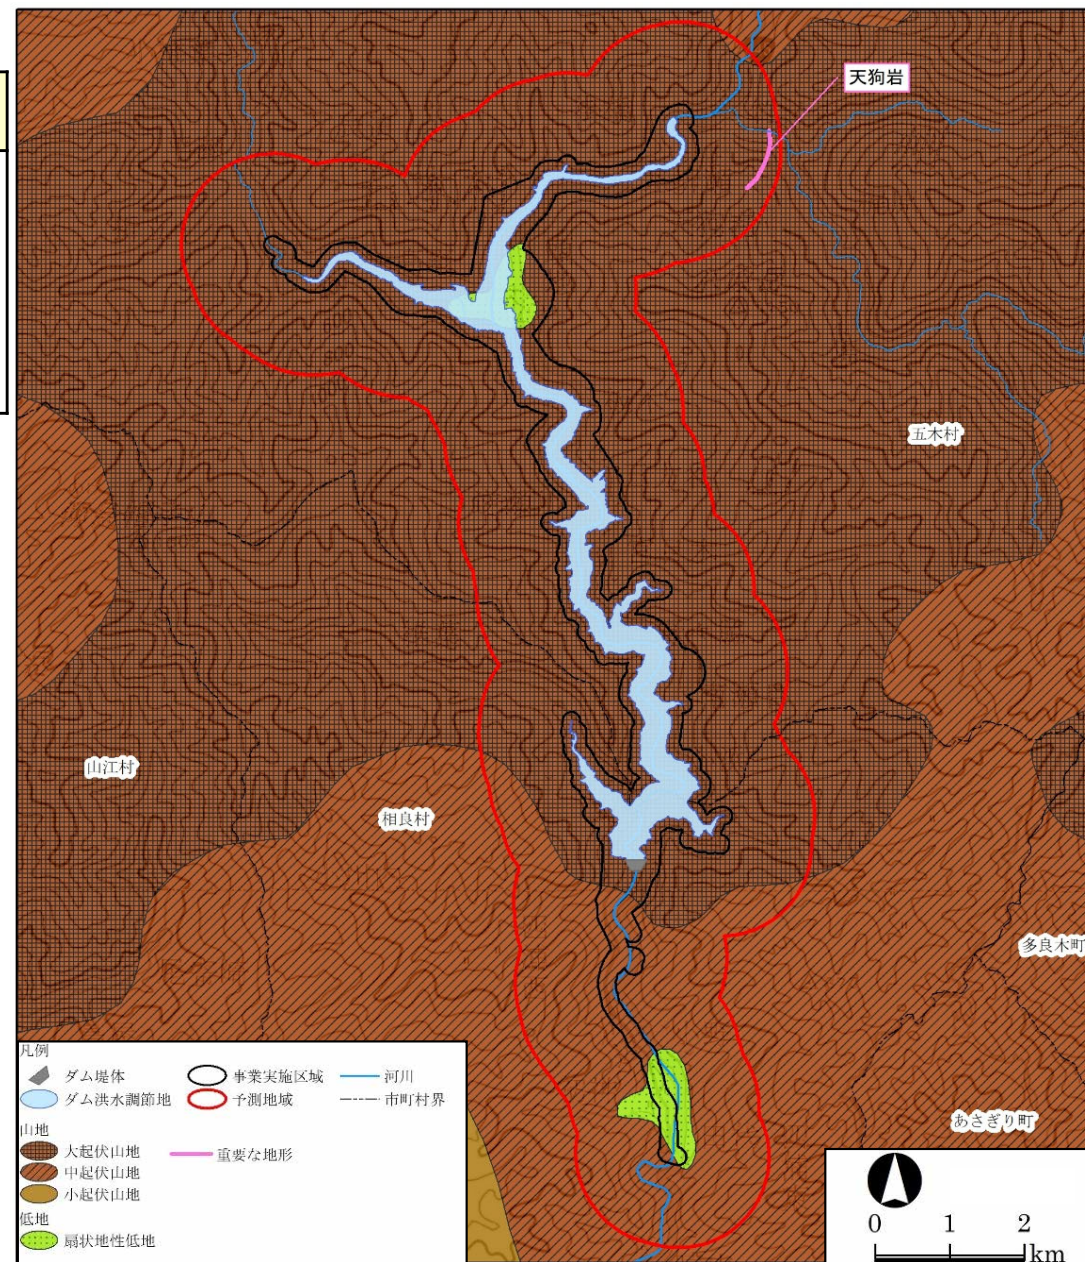 天狗岩
五木村
山江村
相良村
多良木町
あさぎり町
凡例
ダム堤体
事業実施区域
河川
ダム洪水調節地
予測地域
市町村界
山地
大起伏山地
重要な地形
中起伏山地
小起伏山地
低地
扇状地性低地
0 1 2
km